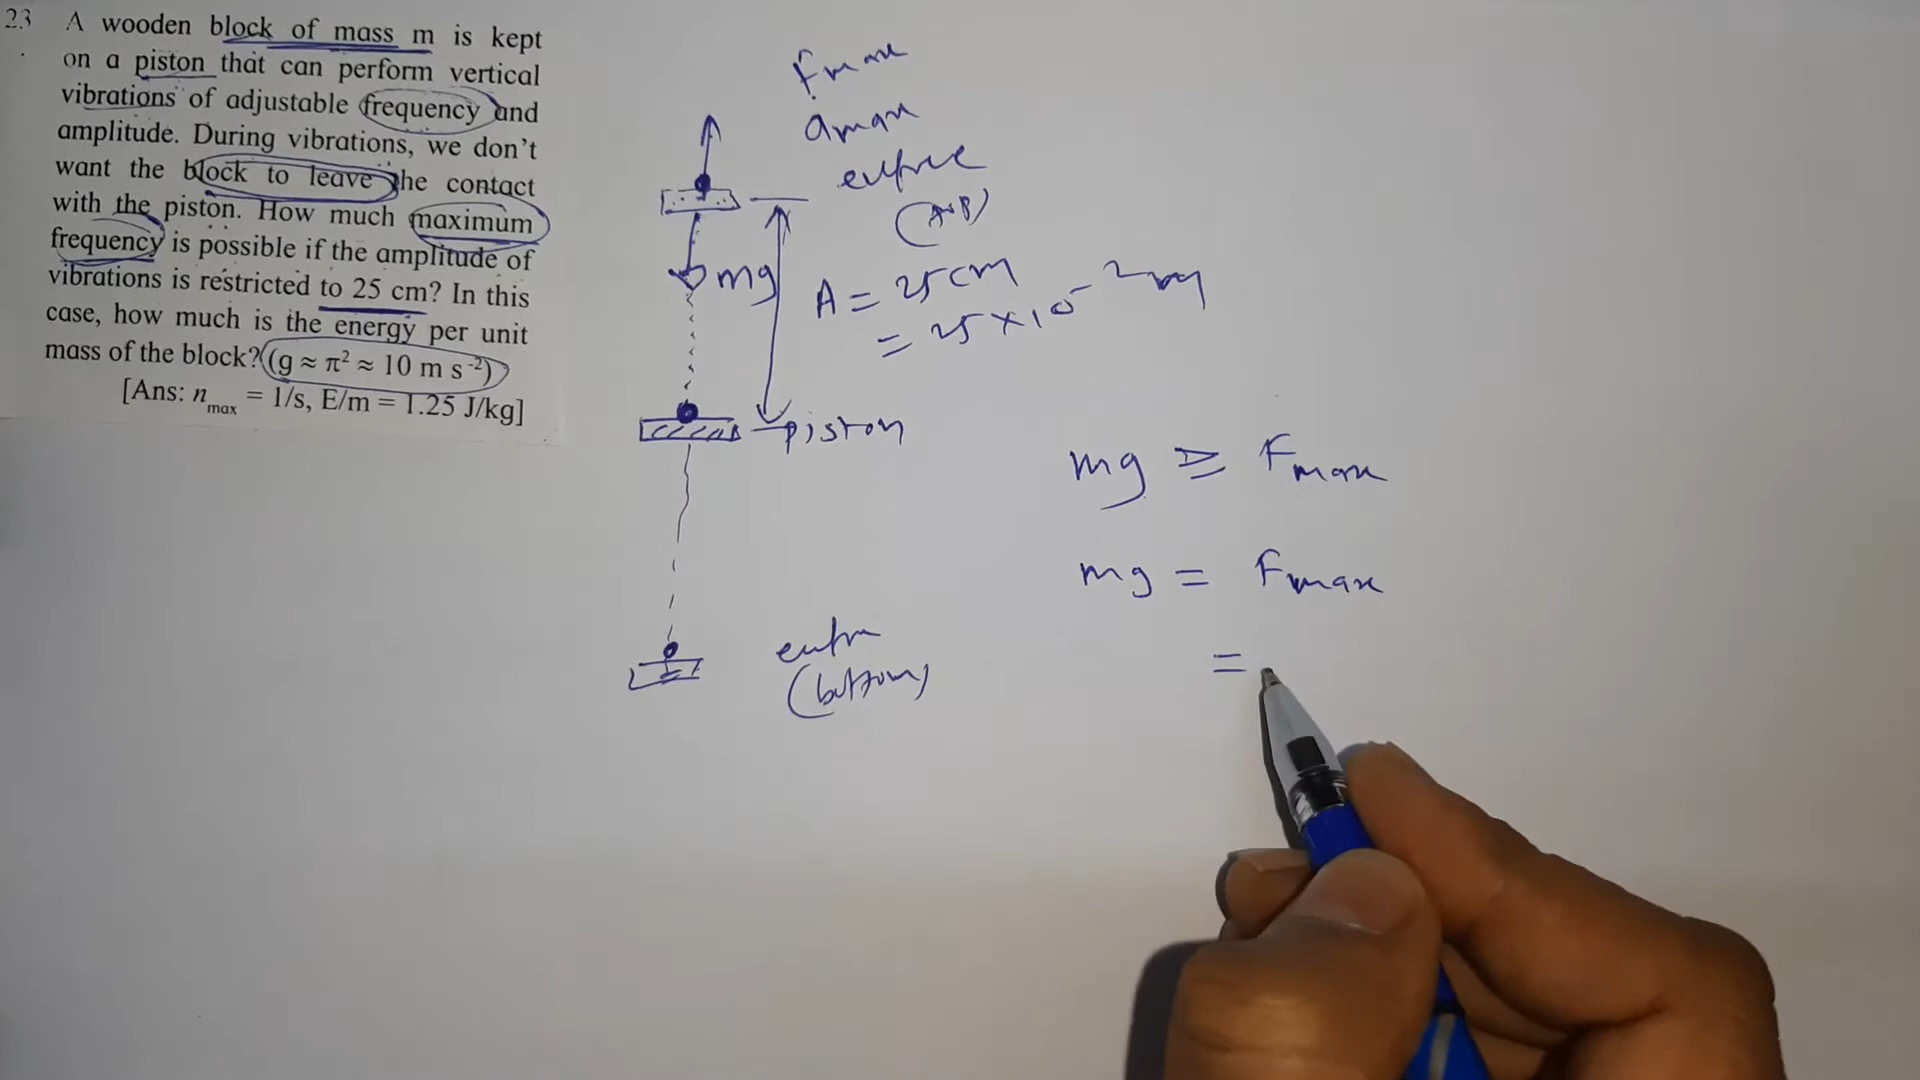 23 A wooden block of mass m is kept
on a piston that can perform vertical
vibrations of adjustable frequency and
amplitude. During vibrations, we don't
want the block to leave the contact
with the piston. How much maximum
frequency is possible if the amplitude of
vibrations is restricted to 25 cm? In this
case, how much is the energy per unit
mass of the block? (g ≈ π² ≈ 10 m s⁻²)
[Ans: n_max = 1/s, E/m = 1.25 J/kg]
Fmax
amax
mg
A = 25 cm
= 25 × 10⁻² m
piston
(bottom)
mg ≥ Fmax
mg = Fmax
=